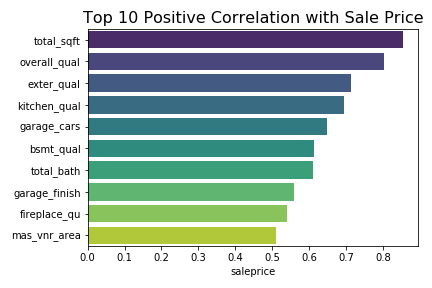 Top 10 Positive Correlation with Sale Price
total_sqft
overall_qual
exter_qual
kitchen_qual
garage_cars
bsmt_qual
total_bath
garage_finish
fireplace_qu
mas_vnr_area
0.0 0.1 0.2 0.3 0.4 0.5 0.6 0.7 0.8
saleprice